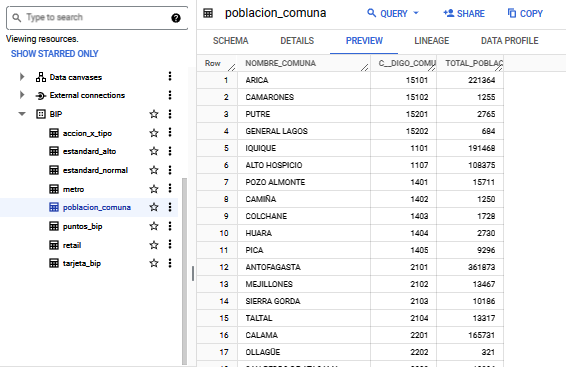 Type to search
Viewing resources.
SHOW STARRED ONLY
Data canvases
External connections
BIP
accion_x_tipo
estandard_alto
estandard_normal
metro
poblacion_comuna
puntos_bip
retail
tarjeta_bip
poblacion_comuna
QUERY
SHARE
COPY
SCHEMA DETAILS PREVIEW LINEAGE DATA PROFILE
Row NOMBRE_COMUNA C__DIGO_COMU TOTAL_POBLAC
1 ARICA 15101 221364
2 CAMARONES 15102 1255
3 PUTRE 15201 2765
4 GENERAL LAGOS 15202 684
5 IQUIQUE 1101 191468
6 ALTO HOSPICIO 1107 108375
7 POZO ALMONTE 1401 15711
8 CAMIÑA 1402 1250
9 COLCHANE 1403 1728
10 HUARA 1404 2730
11 PICA 1405 9296
12 ANTOFAGASTA 2101 361873
13 MEJILLONES 2102 13467
14 SIERRA GORDA 2103 10186
15 TALTAL 2104 13317
16 CALAMA 2201 165731
17 OLLAGÜE 2202 321